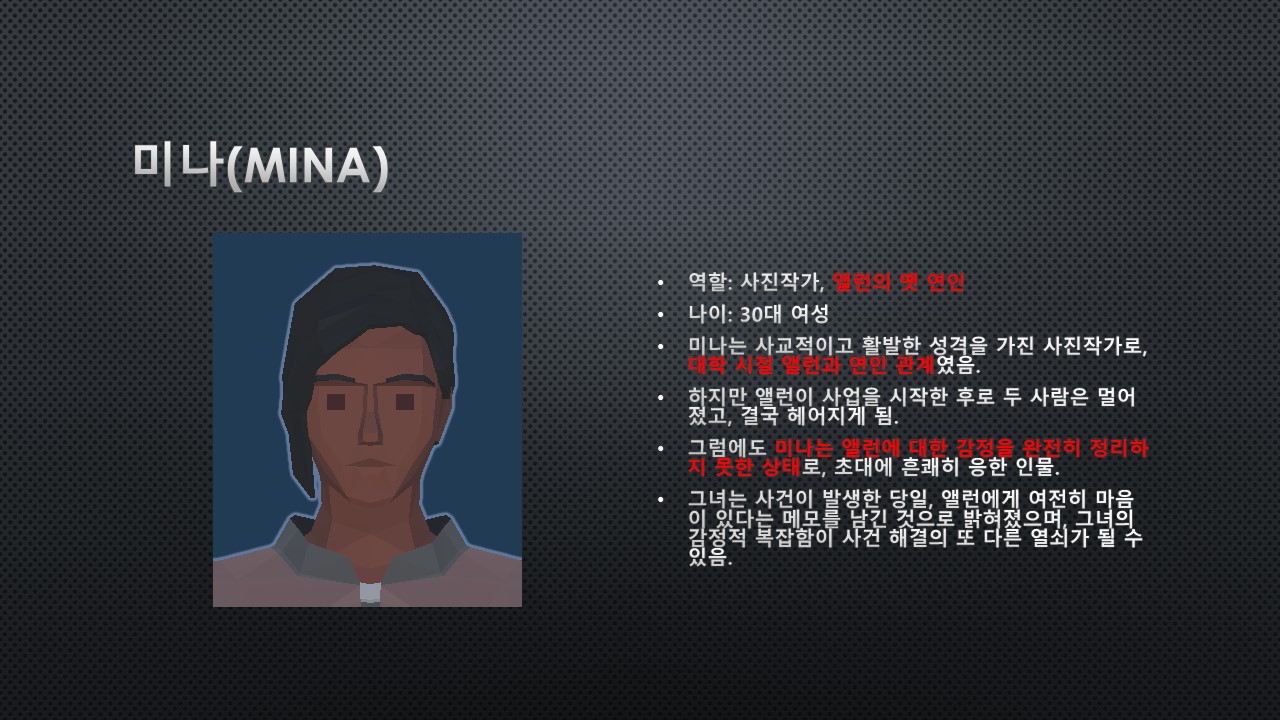 미나(MINA)
• 역할: 사진작가, 앨런의 옛 연인
• 나이: 30대 여성
• 미나는 사교적이고 활발한 성격을 가진 사진작가로,
대학 시절 앨런과 연인 관계였음.
• 하지만 앨런이 사업을 시작한 후로 두 사람은 멀어
졌고, 결국 헤어지게 됨.
• 그럼에도 미나는 앨런에 대한 감정을 완전히 정리하
지 못한 상태로, 초대에 흔쾌히 응한 인물.
• 그녀는 사건이 발생한 당일, 앨런에게 여전히 마음
이 있다는 메모를 남긴 것으로 밝혀졌으며, 그녀의
감정적 복잡함이 사건 해결의 또 다른 열쇠가 될 수
있음.